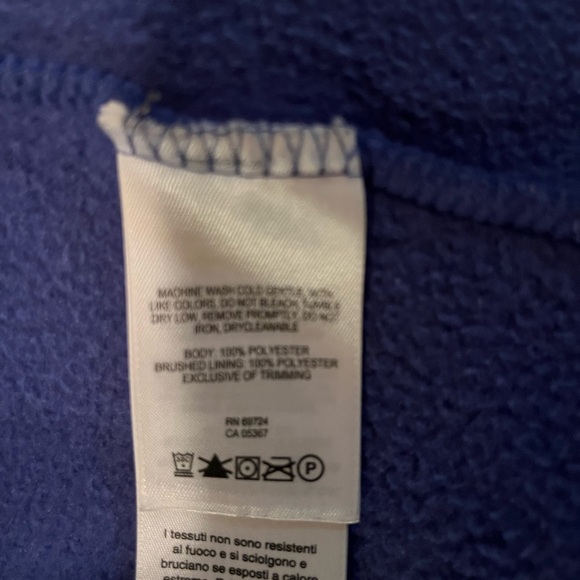 MACHINE WASH COLD GENTLE, WITH
LIKE COLORS, DO NOT BLEACH, TUMBLE
DRY LOW, REMOVE PROMPTLY, DO NOT
IRON, DRYCLEANABLE
BODY: 100% POLYESTER
BRUSHED LINING: 100% POLYESTER
EXCLUSIVE OF TRIMMING
RN 69724
CA 05367
P
I tessuti non sono resistenti
al fuoco e si sciolgono e
bruciano se esposti a calore